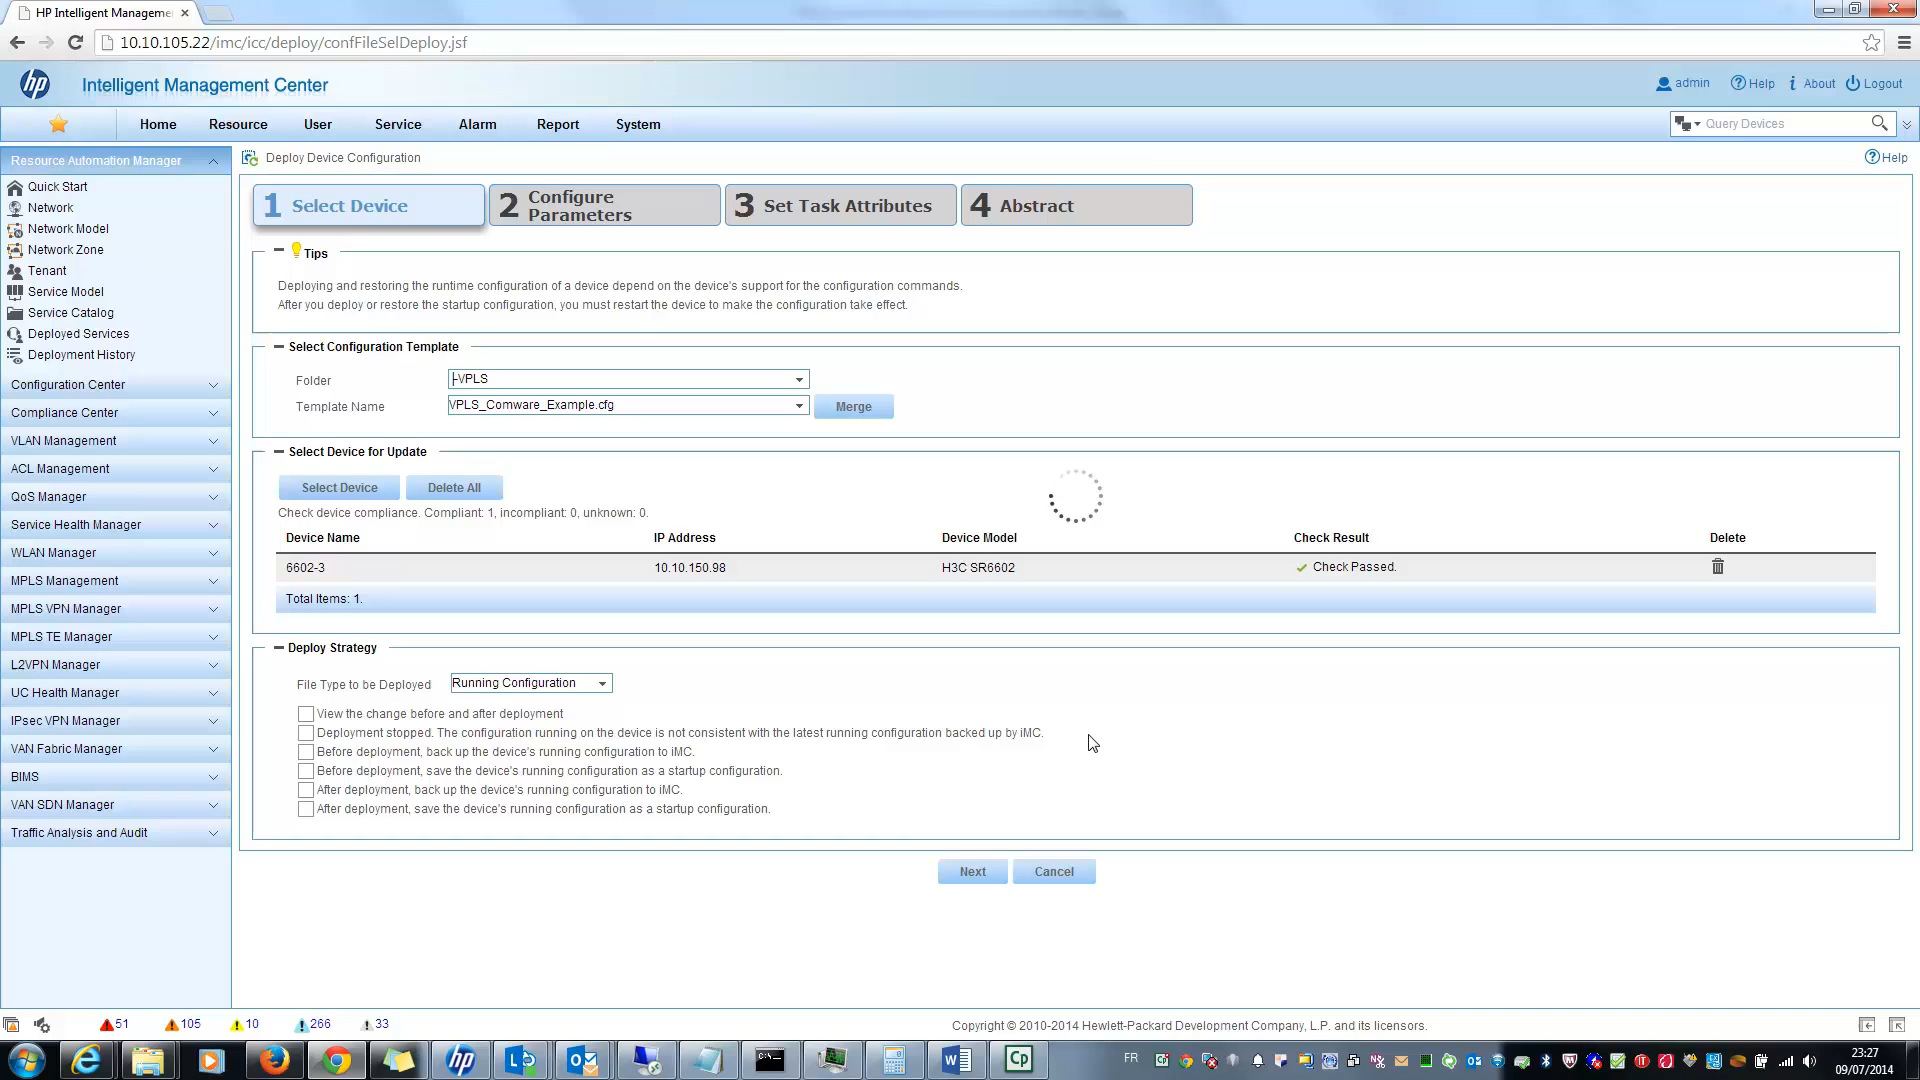 HP Intelligent Manageme
10.10.105.22/imc/icc/deploy/confFileSelDeploy.jsf
hp Intelligent Management Center
admin Help About Logout
Home Resource User Service Alarm Report System
Query Devices
Resource Automation Manager
Quick Start
Network
Network Model
Network Zone
Tenant
Service Model
Service Catalog
Deployed Services
Deployment History
Configuration Center
Compliance Center
VLAN Management
ACL Management
QoS Manager
Service Health Manager
WLAN Manager
MPLS Management
MPLS VPN Manager
MPLS TE Manager
L2VPN Manager
UC Health Manager
IPsec VPN Manager
VAN Fabric Manager
BIMS
VAN SDN Manager
Traffic Analysis and Audit
Deploy Device Configuration
Help
1 Select Device
2 Configure Parameters
3 Set Task Attributes
4 Abstract
Tips
Deploying and restoring the runtime configuration of a device depend on the device's support for the configuration commands.
After you deploy or restore the startup configuration, you must restart the device to make the configuration take effect.
Select Configuration Template
Folder |-VPLS
Template Name VPLS_Comware_Example.cfg Merge
Select Device for Update
Select Device Delete All
Check device compliance. Compliant: 1, incompliant: 0, unknown: 0.
Device Name IP Address Device Model Check Result Delete
6602-3 10.10.150.98 H3C SR6602 Check Passed.
Total Items: 1.
Deploy Strategy
File Type to be Deployed Running Configuration
View the change before and after deployment
Deployment stopped. The configuration running on the device is not consistent with the latest running configuration backed up by iMC.
Before deployment, back up the device's running configuration to iMC.
Before deployment, save the device's running configuration as a startup configuration.
After deployment, back up the device's running configuration to iMC.
After deployment, save the device's running configuration as a startup configuration.
Next Cancel
51 105 10 266 33
Copyright © 2010-2014 Hewlett-Packard Development Company, L.P. and its licensors.
FR
23:27
09/07/2014